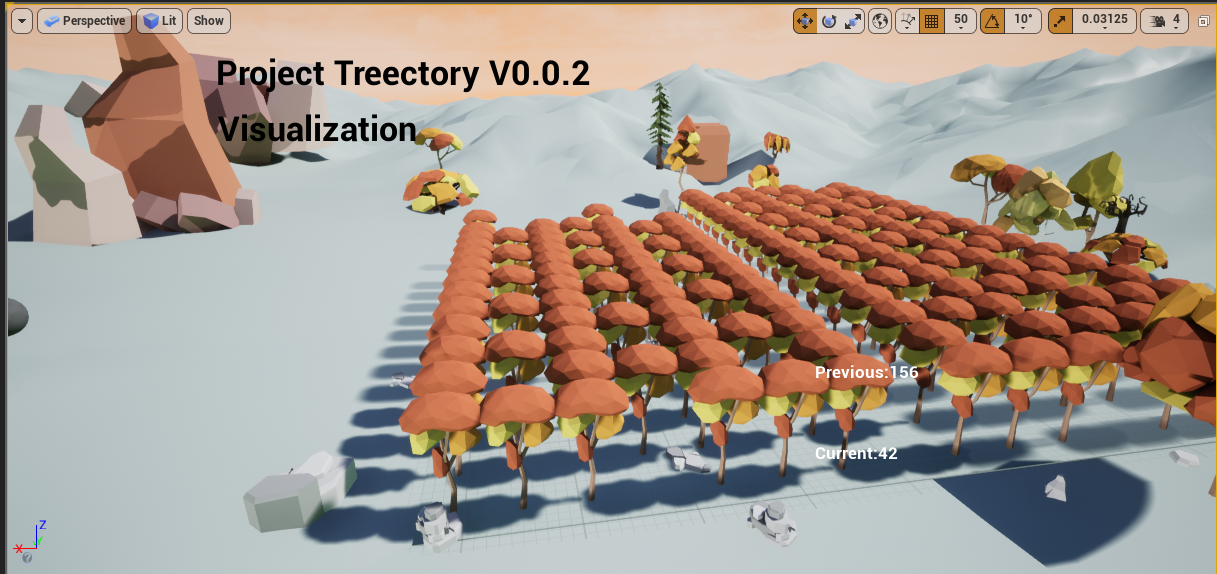 Perspective
Lit
Show
50
10°
0.03125
4
Project Treectory V0.0.2
Visualization
Previous:156
Current:42
Z
Y
X
?